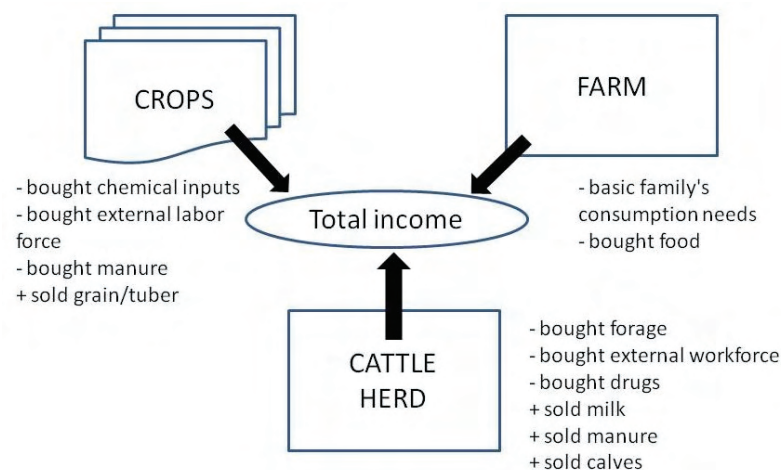 CROPS
FARM
- bought chemical inputs
- bought external labor
force
- bought manure
+ sold grain/tuber
Total income
- basic family's
consumption needs
- bought food
CATTLE
HERD
- bought forage
- bought external workforce
- bought drugs
+ sold milk
+ sold manure
+ sold calves